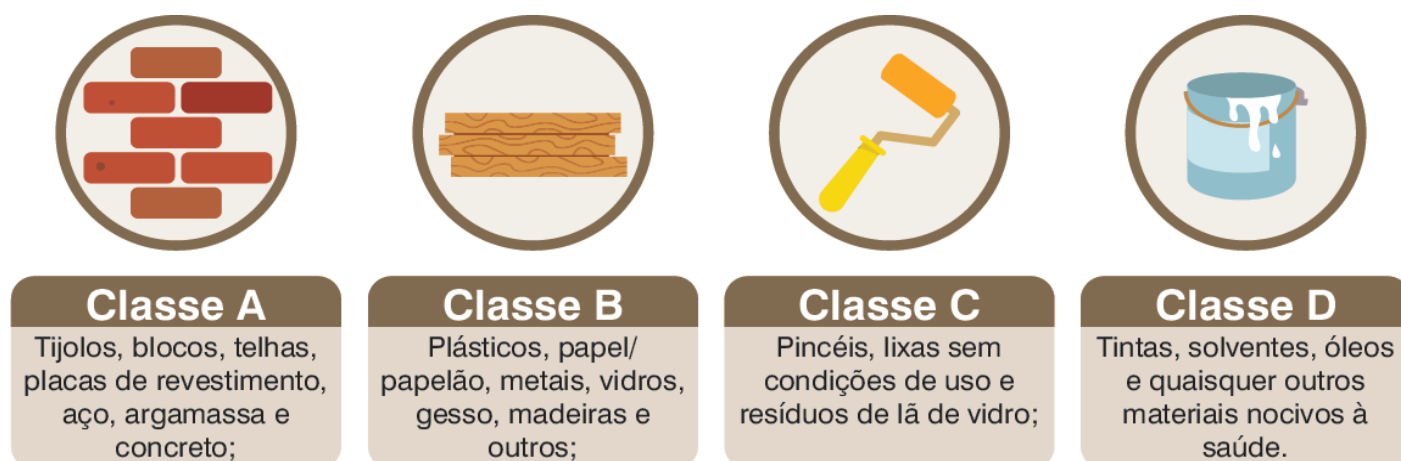 Classe A
Tijolos, blocos, telhas,
placas de revestimento,
aço, argamassa e
concreto;
Classe B
Plásticos, papel/
papelão, metais, vidros,
gesso, madeiras e
outros;
Classe C
Pincéis, lixas sem
condições de uso e
resíduos de lã de vidro;
Classe D
Tintas, solventes, óleos
e quaisquer outros
materiais nocivos à
saúde.